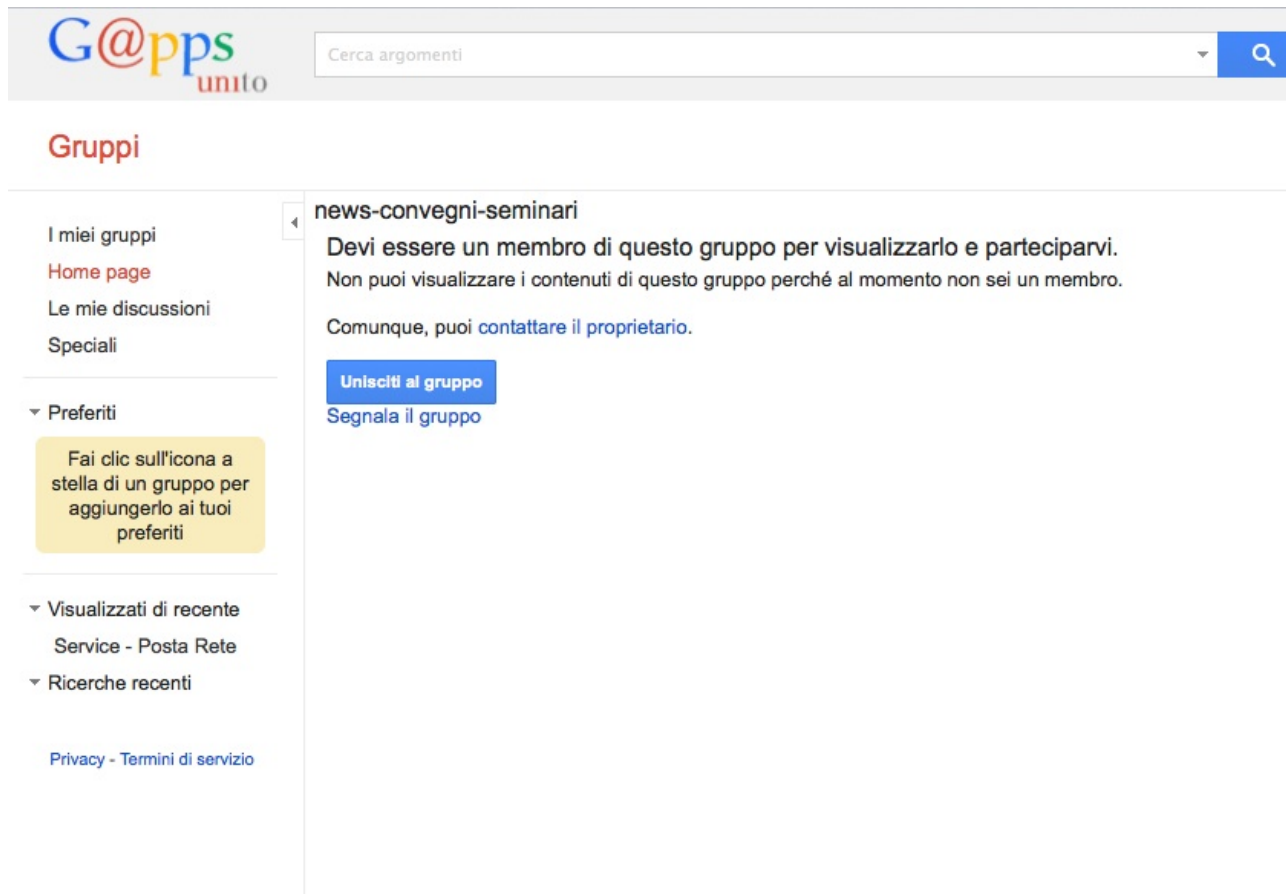 G@pps
unito
Cerca argomenti
Gruppi
I miei gruppi
Home page
Le mie discussioni
Speciali
Preferiti
Fai clic sull'icona a
stella di un gruppo per
aggiungerlo ai tuoi
preferiti
Visualizzati di recente
Service - Posta Rete
Ricerche recenti
Privacy - Termini di servizio
news-convegni-seminari
Devi essere un membro di questo gruppo per visualizzarlo e parteciparvi.
Non puoi visualizzare i contenuti di questo gruppo perché al momento non sei un membro.
Comunque, puoi contattare il proprietario.
Unisciti al gruppo
Segnala il gruppo